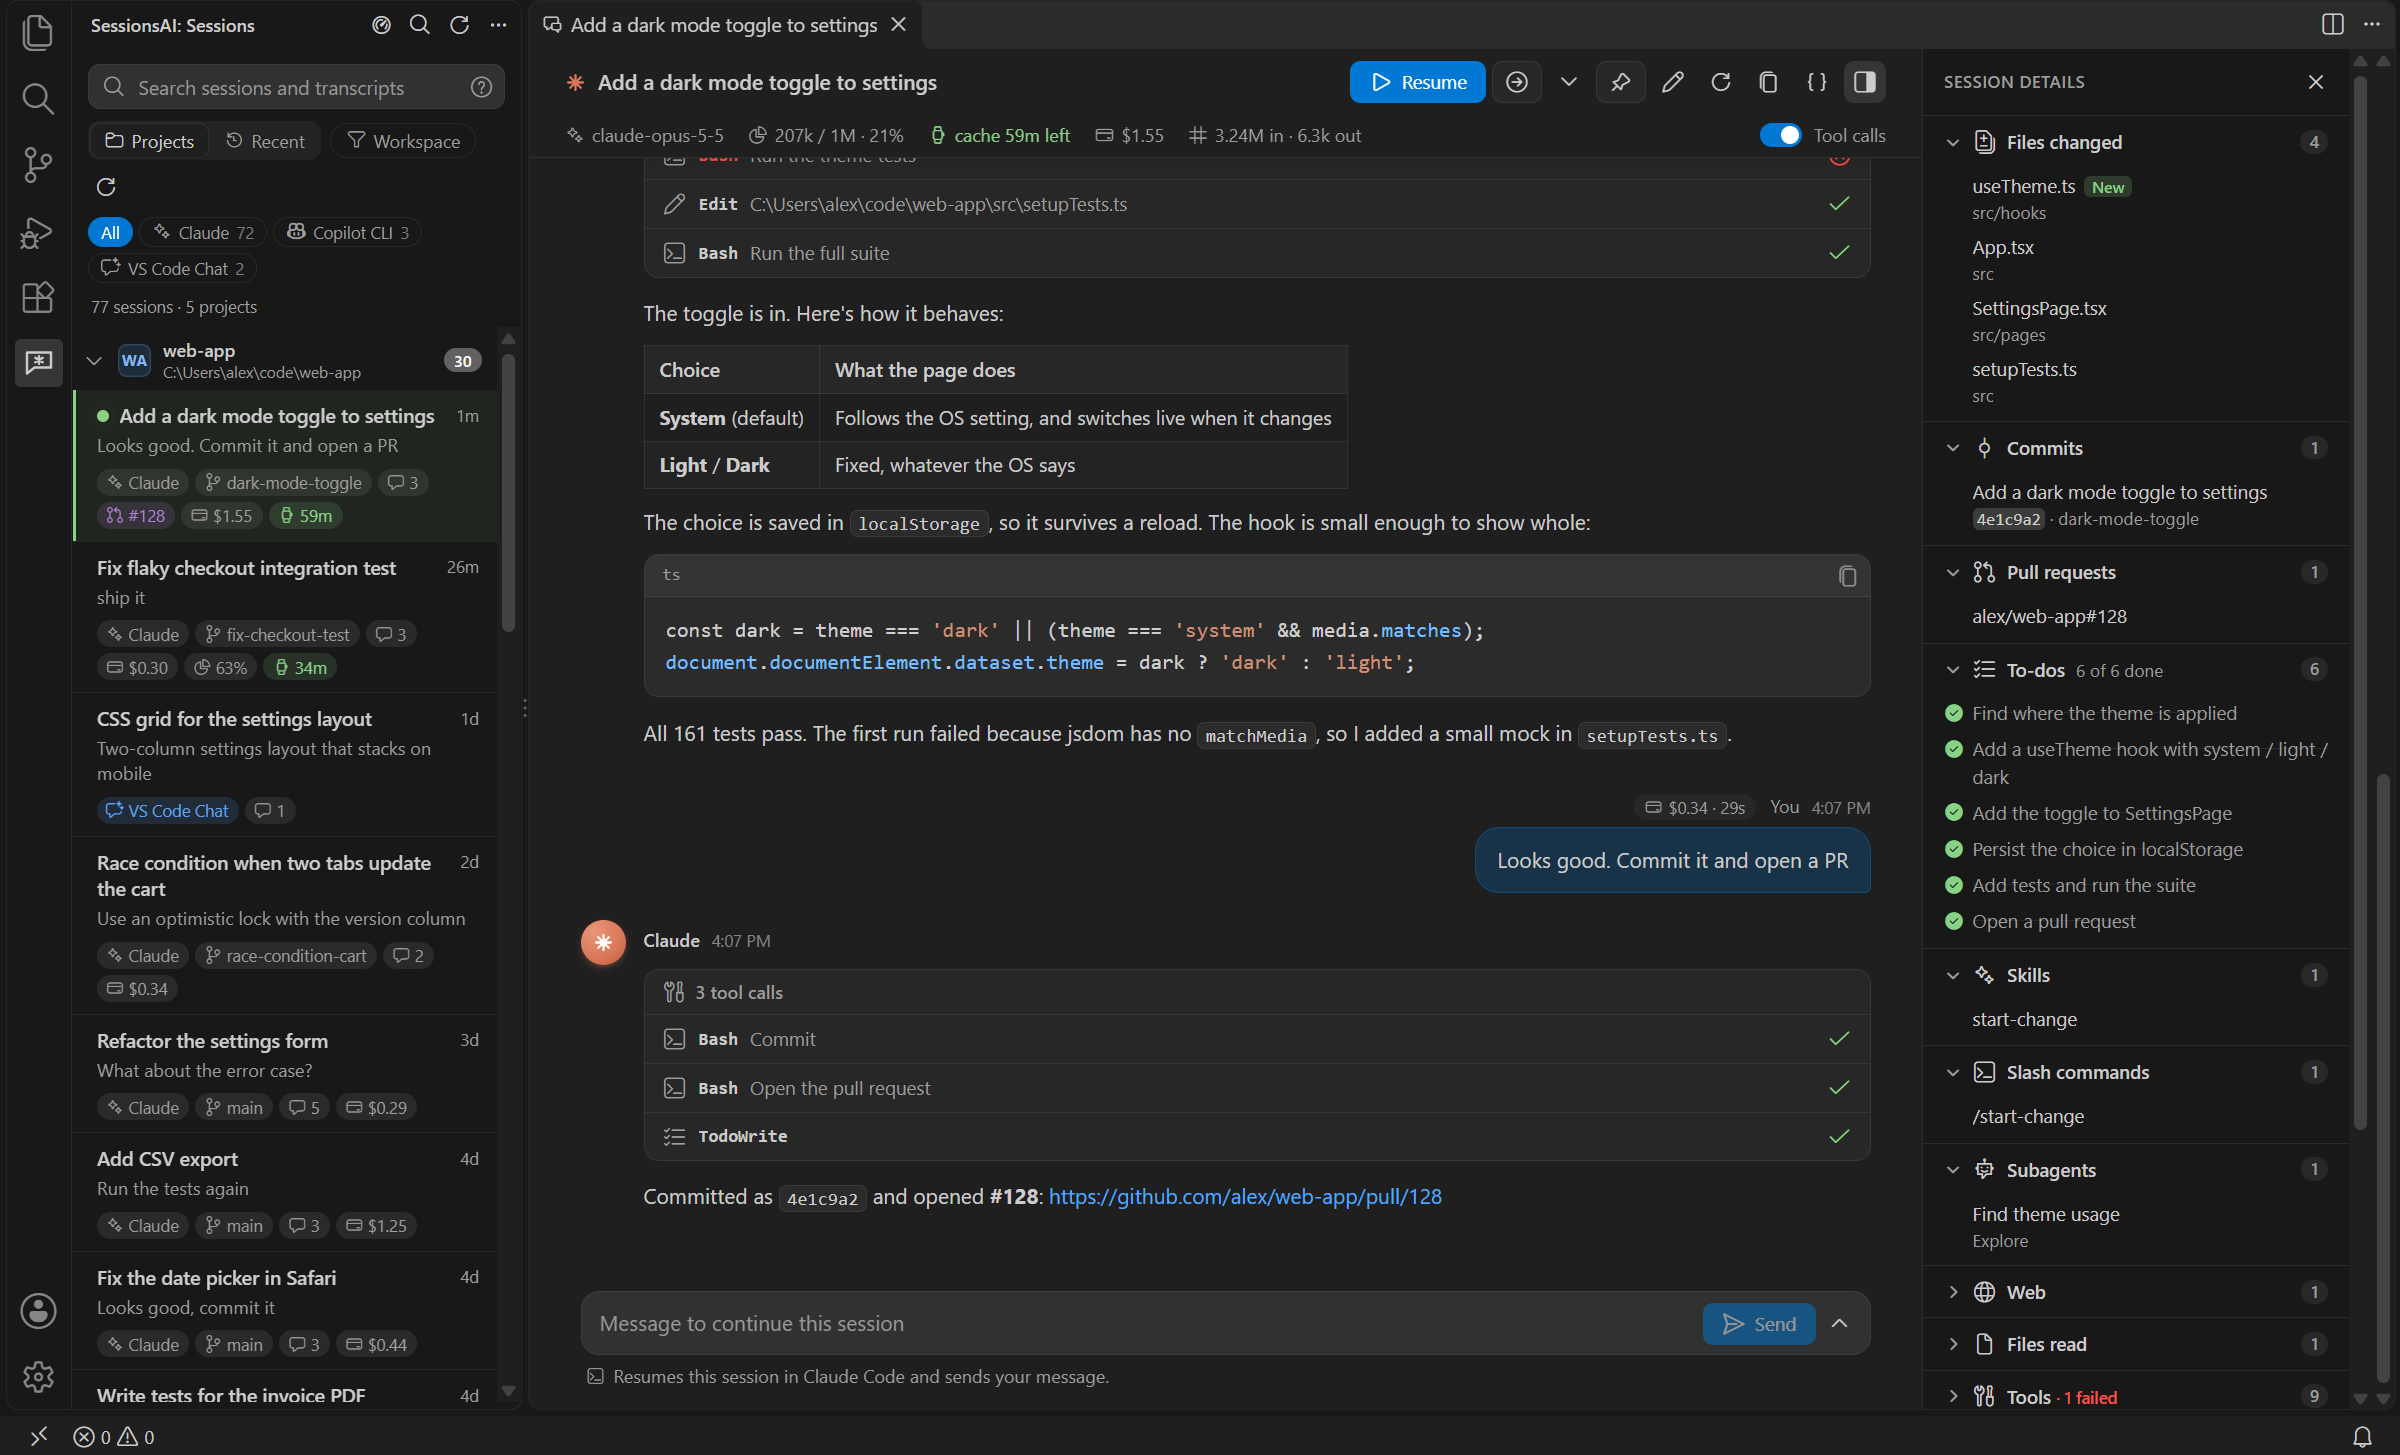 SessionsAI: Sessions
Search sessions and transcripts
Projects
Recent
Workspace
All
Claude 72
Copilot CLI 3
VS Code Chat 2
77 sessions · 5 projects
WA
web-app
C:\Users\alex\code\web-app
30
Add a dark mode toggle to settings
1m
Looks good. Commit it and open a PR
Claude
dark-mode-toggle
3
#128
$1.55
59m
Fix flaky checkout integration test
26m
ship it
Claude
fix-checkout-test
3
$0.30
63%
34m
CSS grid for the settings layout
1d
Two-column settings layout that stacks on
mobile
VS Code Chat
1
Race condition when two tabs update
the cart
2d
Use an optimistic lock with the version column
Claude
race-condition-cart
2
$0.34
Refactor the settings form
3d
What about the error case?
Claude
main
5
$0.29
Add CSV export
4d
Run the tests again
Claude
main
3
$1.25
Fix the date picker in Safari
4d
Looks good, commit it
Claude
main
3
$0.44
Write tests for the invoice PDF
4d
0
0
Add a dark mode toggle to settings
Add a dark mode toggle to settings
Resume
claude-opus-5-5
207k / 1M · 21%
cache 59m left
$1.55
3.24M in · 6.3k out
Tool calls
Bash Run the theme tests
Edit C:\Users\alex\code\web-app\src\setupTests.ts
Bash Run the full suite
The toggle is in. Here's how it behaves:
Choice
What the page does
System (default)
Follows the OS setting, and switches live when it changes
Light / Dark
Fixed, whatever the OS says
The choice is saved in localStorage, so it survives a reload. The hook is small enough to show whole:
ts
const dark = theme === 'dark' || (theme === 'system' && media.matches);
document.documentElement.dataset.theme = dark ? 'dark' : 'light';
All 161 tests pass. The first run failed because jsdom has no matchMedia, so I added a small mock in setupTests.ts.
$0.34 · 29s
You
4:07 PM
Looks good. Commit it and open a PR
Claude
4:07 PM
3 tool calls
Bash Commit
Bash Open the pull request
TodoWrite
Committed as 4e1c9a2 and opened #128: https://github.com/alex/web-app/pull/128
Message to continue this session
Send
Resumes this session in Claude Code and sends your message.
SESSION DETAILS
Files changed
4
useTheme.ts
New
src/hooks
App.tsx
src
SettingsPage.tsx
src/pages
setupTests.ts
src
Commits
1
Add a dark mode toggle to settings
4e1c9a2 · dark-mode-toggle
Pull requests
1
alex/web-app#128
To-dos
6 of 6 done
6
Find where the theme is applied
Add a useTheme hook with system / light /
dark
Add the toggle to SettingsPage
Persist the choice in localStorage
Add tests and run the suite
Open a pull request
Skills
1
start-change
Slash commands
1
/start-change
Subagents
1
Find theme usage
Explore
Web
1
Files read
1
Tools · 1 failed
9